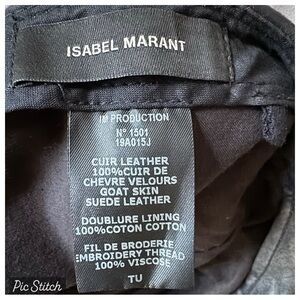 ISABEL MARANT
IM PRODUCTION
N° 1501
19A015J
CUIR LEATHER
100%CUIR DE
CHEVRE VELOURS
GOAT SKIN
SUEDE LEATHER
DOUBLURE LINING
100%COTON COTTON
FIL DE BRODERIE
EMBROIDERY THREAD
100% VISCOSE
TU
Pic Stitch